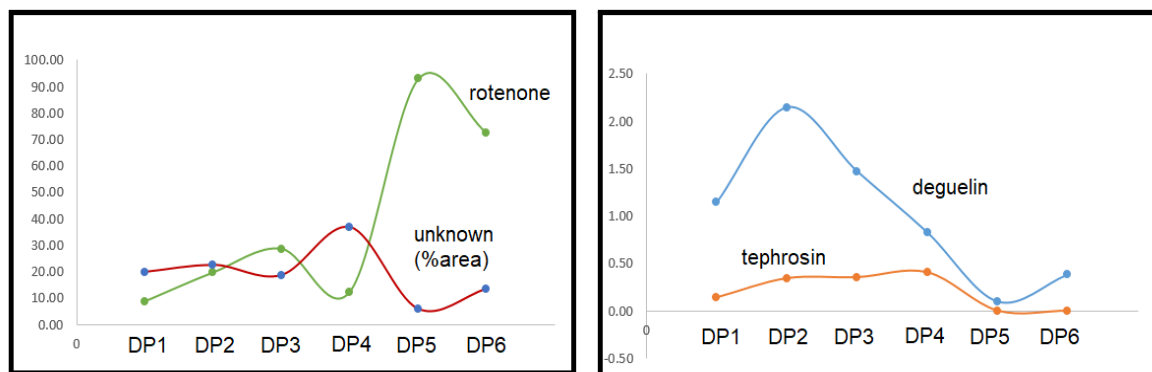 100.00
90.00
80.00
70.00
60.00
50.00
40.00
30.00
20.00
10.00
0.00
rotenone
unknown
(%area)
0 DP1 DP2 DP3 DP4 DP5 DP6
2.50
2.00
1.50
1.00
0.50
0.00
-0.50
deguelin
tephrosin
0 DP1 DP2 DP3 DP4 DP5 DP6